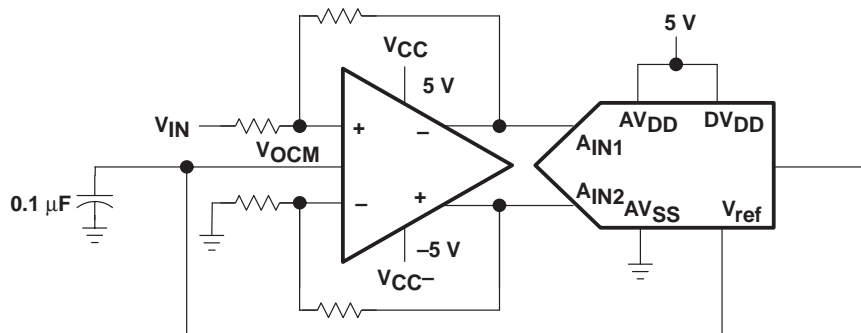 5 V
VCC
5 V
VIN
+
−
AVDD
DVDD
AIN1
VOCM
0.1 μF
−
+
AIN2
AVSS
Vref
−5 V
VCC−